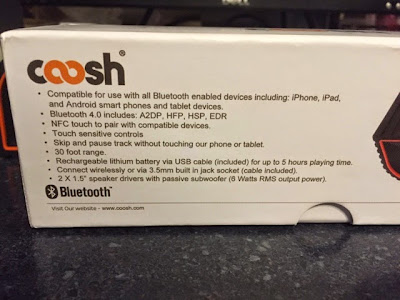 coosh®
• Compatible for use with all Bluetooth enabled devices including: iPhone, iPad,
and Android smart phones and tablet devices.
• Bluetooth 4.0 includes: A2DP, HFP, HSP, EDR
• NFC touch to pair with compatible devices.
• Touch sensitive controls
• Skip and pause track without touching our phone or tablet.
• 30 foot range.
• Rechargeable lithium battery via USB cable (included) for up to 5 hours playing time.
• Connect wirelessly or via 3.5mm built in jack socket (cable included).
• 2 X 1.5" speaker drivers with passive subwoofer (6 Watts RMS output power).
Bluetooth™
Visit Our website - www.coosh.com